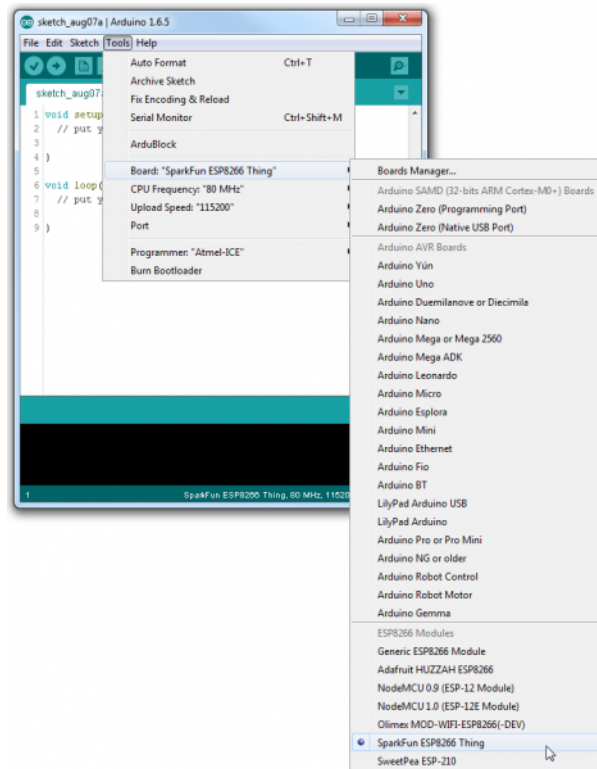 sketch_aug07a | Arduino 1.6.5
File Edit Sketch Tools Help
sketch_aug07
Auto Format Ctrl+T
Archive Sketch
Fix Encoding & Reload
Serial Monitor Ctrl+Shift+M
ArduBlock
Board: "SparkFun ESP8266 Thing"
CPU Frequency: "80 MHz"
Upload Speed: "115200"
Port
Programmer: "Atmel-ICE"
Burn Bootloader
1 void setup
2 // put y
3
4 }
5
6 void loop(
7 // put y
8
9 }
1 SparkFun ESP8266 Thing, 80 MHz, 11520
Boards Manager...
Arduino SAMD (32-bits ARM Cortex-M0+) Boards
Arduino Zero (Programming Port)
Arduino Zero (Native USB Port)
Arduino AVR Boards
Arduino Yún
Arduino Uno
Arduino Duemilanove or Diecimila
Arduino Nano
Arduino Mega or Mega 2560
Arduino Mega ADK
Arduino Leonardo
Arduino Micro
Arduino Esplora
Arduino Mini
Arduino Ethernet
Arduino Fio
Arduino BT
LilyPad Arduino USB
LilyPad Arduino
Arduino Pro or Pro Mini
Arduino NG or older
Arduino Robot Control
Arduino Robot Motor
Arduino Gemma
ESP8266 Modules
Generic ESP8266 Module
Adafruit HUZZAH ESP8266
NodeMCU 0.9 (ESP-12 Module)
NodeMCU 1.0 (ESP-12E Module)
Olimex MOD-WIFI-ESP8266(-DEV)
SparkFun ESP8266 Thing
SweetPea ESP-210